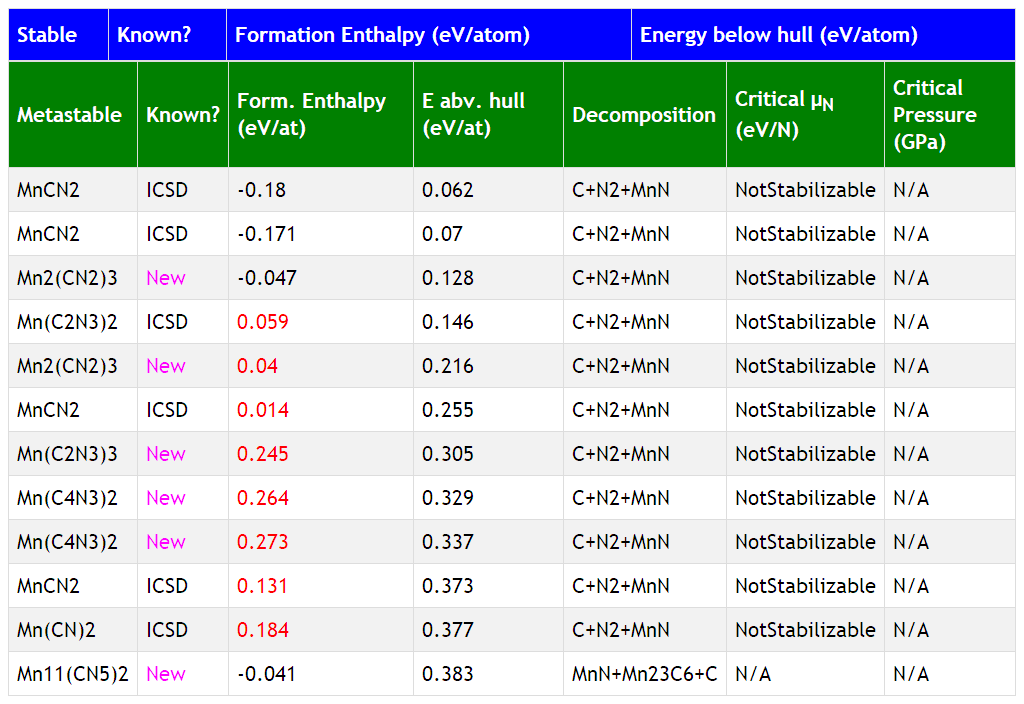 Stable Known? Formation Enthalpy (eV/atom) Energy below hull (eV/atom)
Metastable Known? Form. Enthalpy (eV/at) E abv. hull (eV/at) Decomposition Critical μN (eV/N) Critical Pressure (GPa)
MnCN2 ICSD -0.18 0.062 C+N2+MnN NotStabilizable N/A
MnCN2 ICSD -0.171 0.07 C+N2+MnN NotStabilizable N/A
Mn2(CN2)3 New -0.047 0.128 C+N2+MnN NotStabilizable N/A
Mn(C2N3)2 ICSD 0.059 0.146 C+N2+MnN NotStabilizable N/A
Mn2(CN2)3 New 0.04 0.216 C+N2+MnN NotStabilizable N/A
MnCN2 ICSD 0.014 0.255 C+N2+MnN NotStabilizable N/A
Mn(C2N3)3 New 0.245 0.305 C+N2+MnN NotStabilizable N/A
Mn(C4N3)2 New 0.264 0.329 C+N2+MnN NotStabilizable N/A
Mn(C4N3)2 New 0.273 0.337 C+N2+MnN NotStabilizable N/A
MnCN2 ICSD 0.131 0.373 C+N2+MnN NotStabilizable N/A
Mn(CN)2 ICSD 0.184 0.377 C+N2+MnN NotStabilizable N/A
Mn11(CN5)2 New -0.041 0.383 MnN+Mn23C6+C N/A N/A